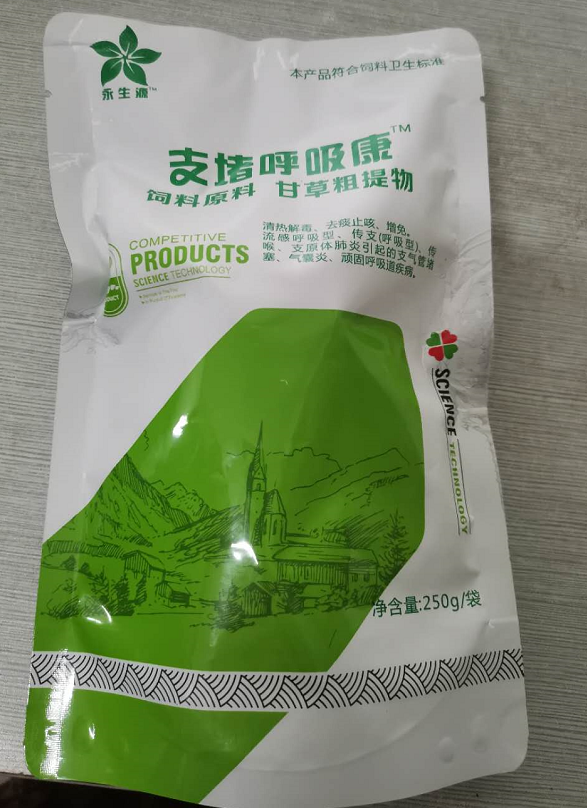 永生源™
本产品符合饲料卫生标准
支堵呼吸康™
饲料原料 甘草粗提物
清热解毒、去痰止咳、增免。
流感呼吸型、传支(呼吸型)、传
喉、支原体肺炎引起的支气管堵
塞、气囊炎、顽固呼吸道疾病。
COMPETITIVE
PRODUCTS
SCIENCE TECHNOLOGY
SCIENCE TECHNOLOGY
净含量:250g/袋